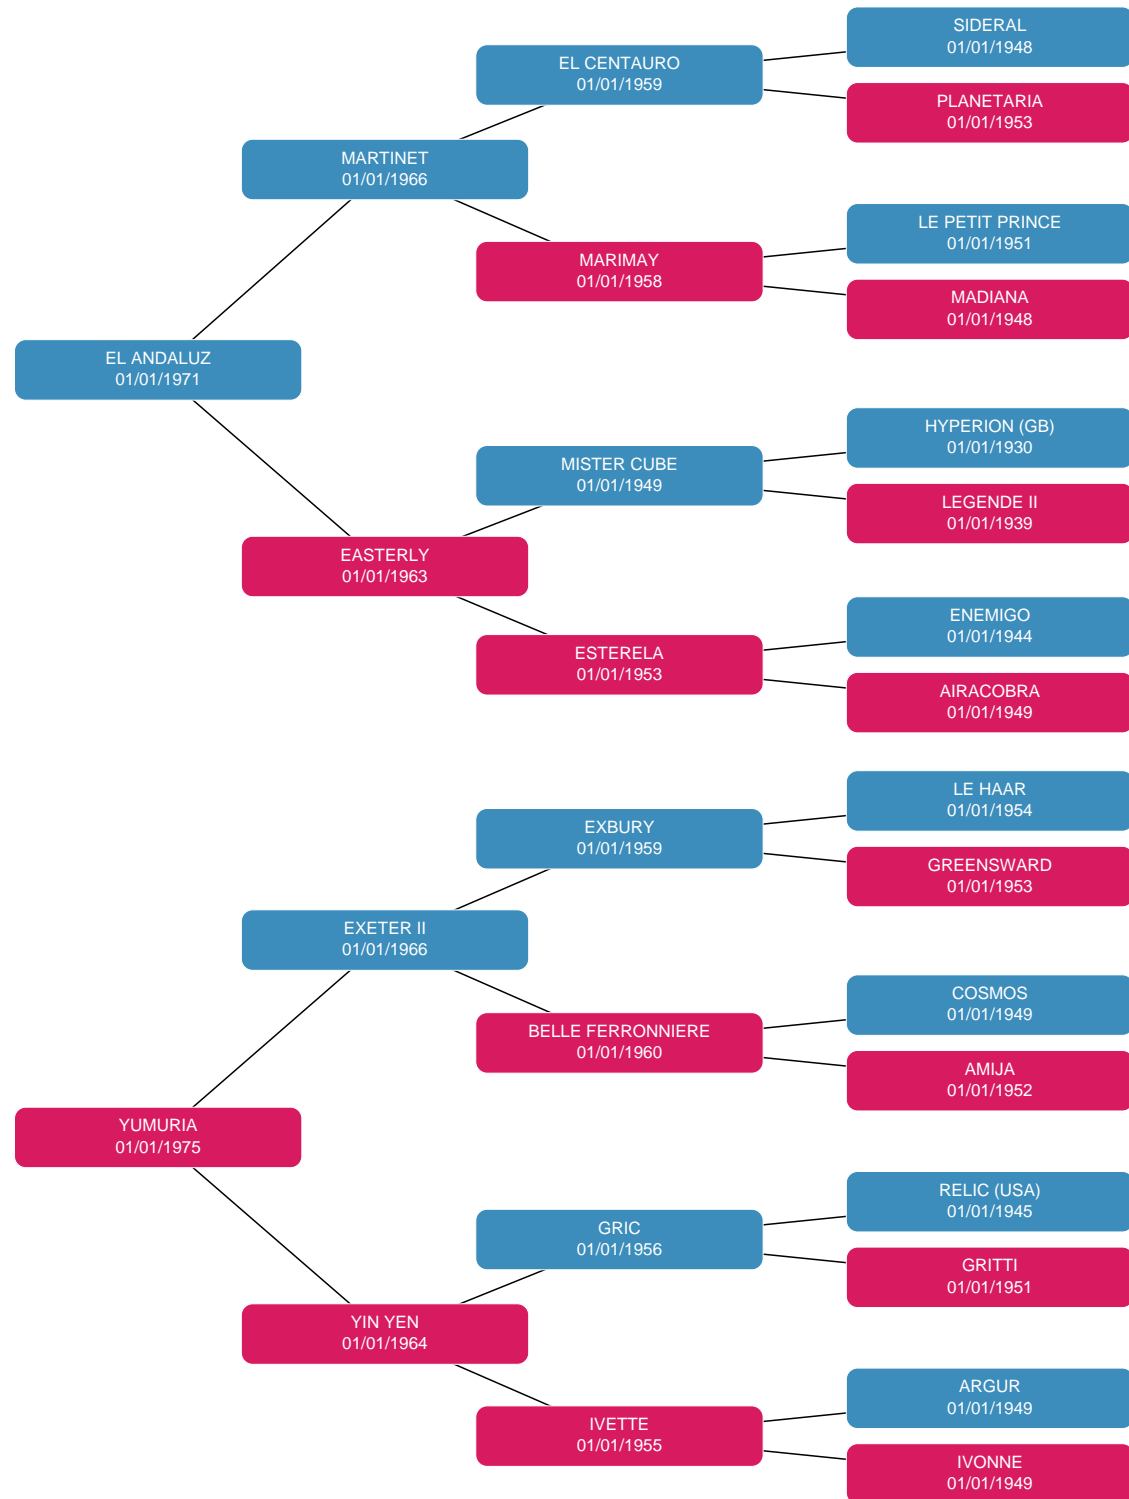 SIDERAL
01/01/1948
EL CENTAURO
01/01/1959
PLANETARIA
01/01/1953
MARTINET
01/01/1966
LE PETIT PRINCE
01/01/1951
MARIMAY
01/01/1958
MADIANA
01/01/1948
EL ANDALUZ
01/01/1971
HYPERION (GB)
01/01/1930
MISTER CUBE
01/01/1949
LEGENDE II
01/01/1939
EASTERLY
01/01/1963
ENEMIGO
01/01/1944
ESTERELA
01/01/1953
AIRACOBRA
01/01/1949
LE HAAR
01/01/1954
EXBURY
01/01/1959
GREENSWARD
01/01/1953
EXETER II
01/01/1966
COSMOS
01/01/1949
BELLE FERRONNIERE
01/01/1960
AMIJA
01/01/1952
YUMURIA
01/01/1975
RELIC (USA)
01/01/1945
GRIC
01/01/1956
GRITTI
01/01/1951
YIN YEN
01/01/1964
ARGUR
01/01/1949
IVETTE
01/01/1955
IVONNE
01/01/1949